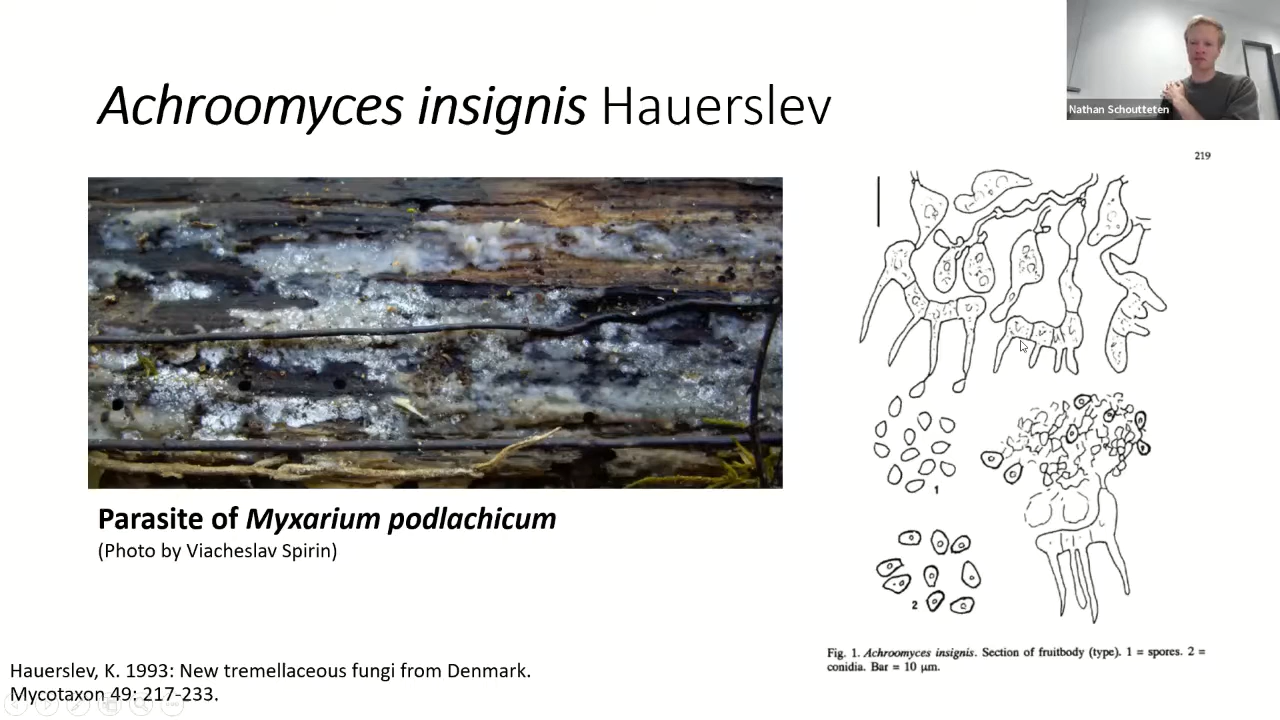 Achroomyces insignis Hauerslev
Nathan Schoutteten
219
1
2
Parasite of Myxarium podlachicum
(Photo by Viacheslav Spirin)
Fig. 1. Achroomyces insignis. Section of fruitbody (type). 1 = spores. 2 =
conidia. Bar = 10 µm.
Hauerslev, K. 1993: New tremellaceous fungi from Denmark.
Mycotaxon 49: 217-233.